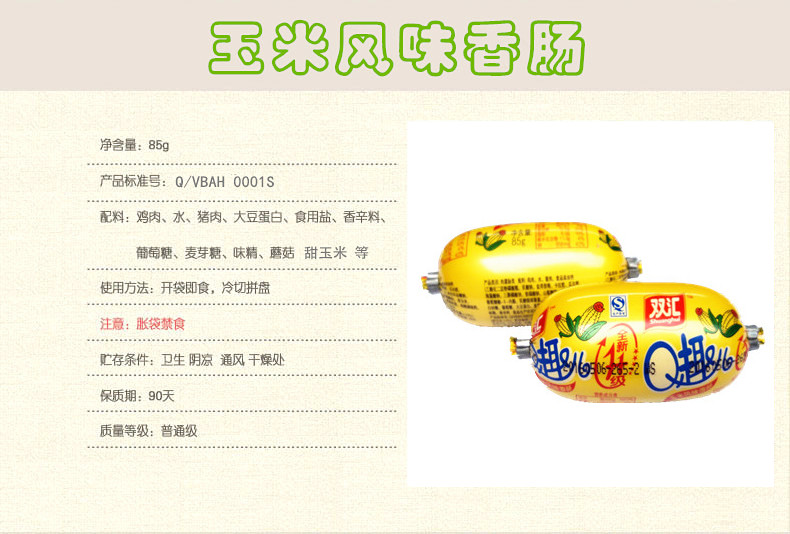 玉米风味香肠
净含量：85g
产品标准号：Q/VBAH 0001S
配料：鸡肉、水、猪肉、大豆蛋白、食用盐、香辛料、
葡萄糖、麦芽糖、味精、蘑菇 甜玉米 等
使用方法：开袋即食，冷切拼盘
注意：胀袋禁食
贮存条件：卫生 阴凉 通风 干燥处
保质期：90天
质量等级：普通级
净含量
85g
双汇
Shuanghui
全新
升级
Q趣